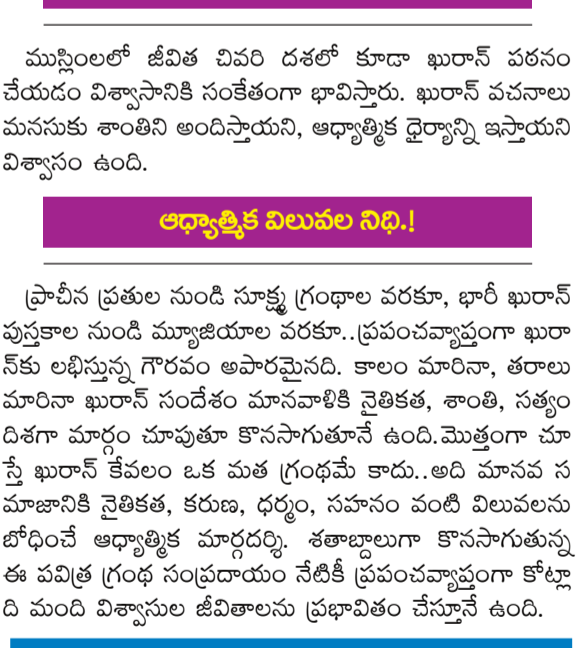 ముస్లింలలో జీవిత చివరి దశలో కూడా ఖురాన్ పఠనం
చేయడం విశ్వాసానికి సంకేతంగా భావిస్తారు. ఖురాన్ వచనాలు
మనసుకు శాంతిని అందిస్తాయని, ఆధ్యాత్మిక ధైర్యాన్ని ఇస్తాయని
విశ్వాసం ఉంది.
ఆధ్యాత్మిక విలువల నిధి.!
ప్రాచీన ప్రతుల నుండి సూక్ష్మ గ్రంథాల వరకూ, భారీ ఖురాన్
పుస్తకాల నుండి మ్యూజియాల వరకూ..ప్రపంచవ్యాప్తంగా ఖురా
న్‌కు లభిస్తున్న గౌరవం అపారమైనది. కాలం మారినా, తరాలు
మారినా ఖురాన్ సందేశం మానవాళికి నైతికత, శాంతి, సత్యం
దిశగా మార్గం చూపుతూ కొనసాగుతూనే ఉంది.మొత్తంగా చూ
స్తే ఖురాన్ కేవలం ఒక మత గ్రంథమే కాదు..అది మానవ స
మాజానికి నైతికత, కరుణ, ధర్మం, సహనం వంటి విలువలను
బోధించే ఆధ్యాత్మిక మార్గదర్శి. శతాబ్దాలుగా కొనసాగుతున్న
ఈ పవిత్ర గ్రంథ సంప్రదాయం నేటికీ ప్రపంచవ్యాప్తంగా కోట్లా
ది మంది విశ్వాసుల జీవితాలను ప్రభావితం చేస్తూనే ఉంది.